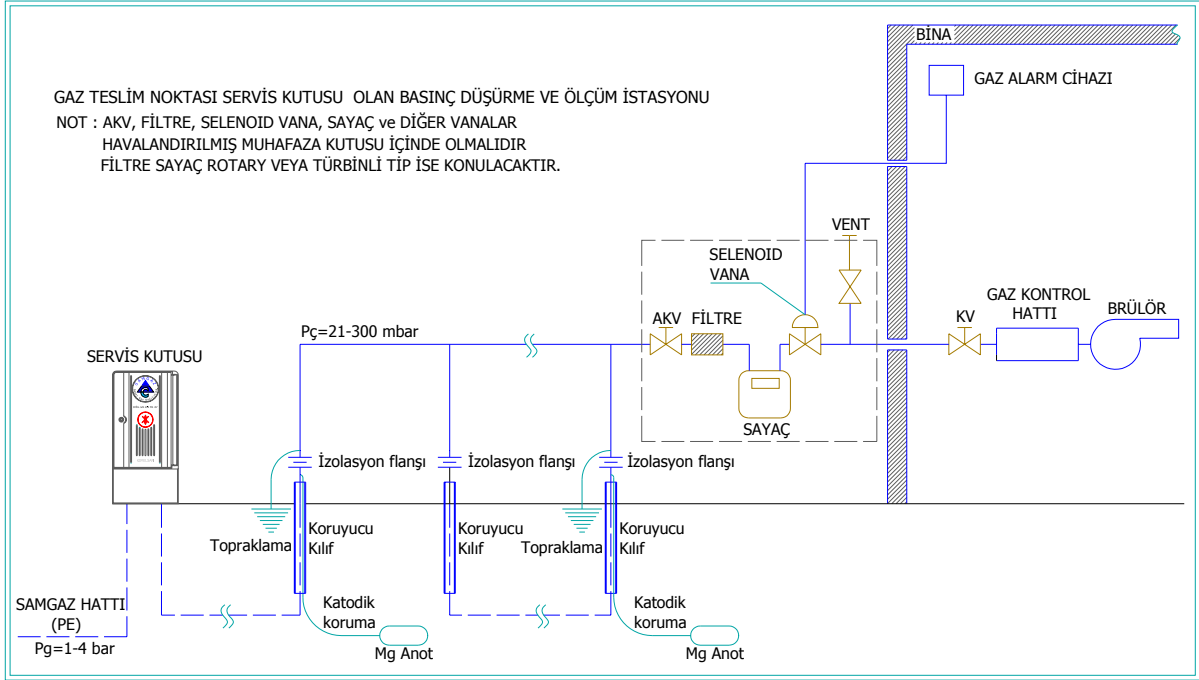 BİNA
GAZ ALARM CİHAZI
GAZ TESLİM NOKTASI SERVİS KUTUSU OLAN BASINÇ DÜŞÜRME VE ÖLÇÜM İSTASYONU
NOT : AKV, FİLTRE, SELENOID VANA, SAYAÇ ve DİĞER VANALAR
HAVALANDIRILMIŞ MUHAFAZA KUTUSU İÇİNDE OLMALIDIR
FİLTRE SAYAÇ ROTARY VEYA TÜRBİNLİ TİP İSE KONULACAKTIR.
VENT
SELENOID
VANA
AKV
FİLTRE
SAYAÇ
KV
GAZ KONTROL
HATTI
BRÜLÖR
Pç=21-300 mbar
SERVİS KUTUSU
İzolasyon flanşı
İzolasyon flanşı
İzolasyon flanşı
Topraklama
Koruyucu
Kılıf
Koruyucu
Kılıf
Topraklama
Koruyucu
Kılıf
SAMGAZ HATTI
(PE)
Pg=1-4 bar
Katodik
koruma
Mg Anot
Katodik
koruma
Mg Anot